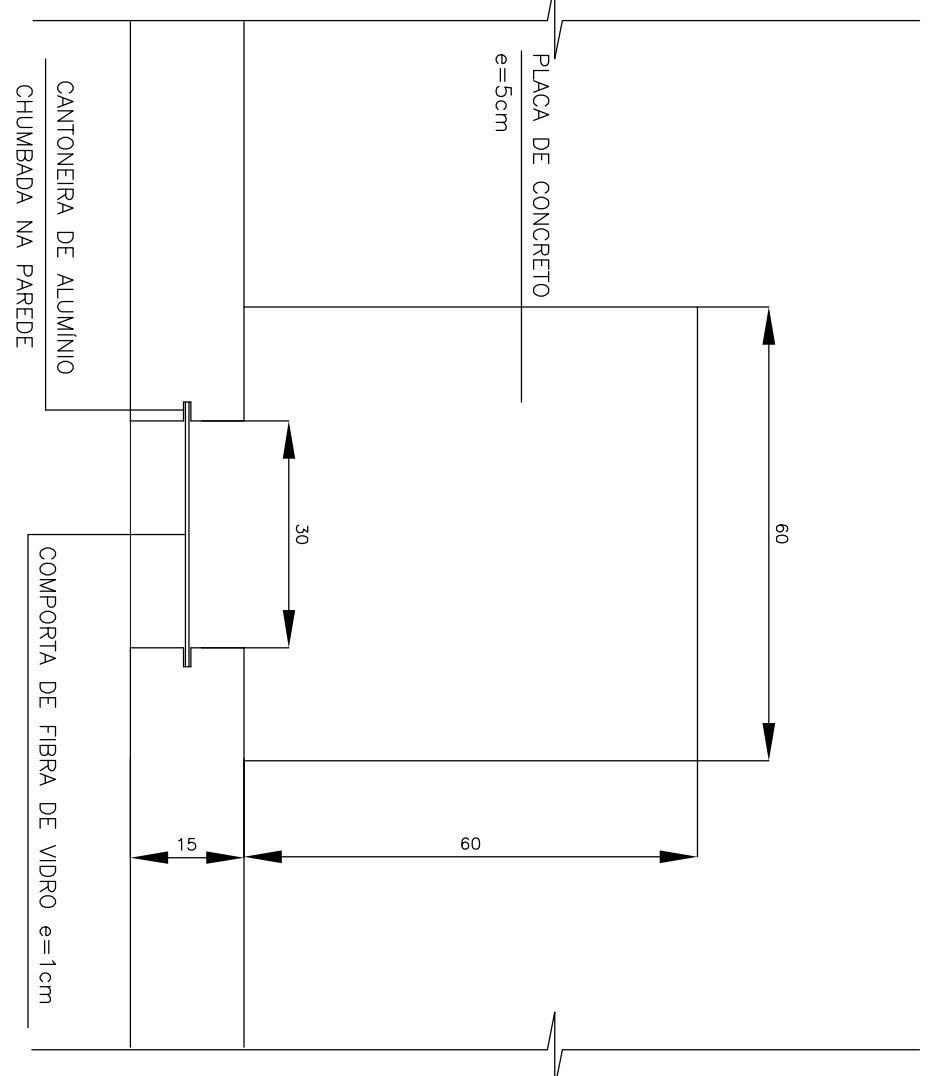 PLACA DE CONCRETO
e=5cm
CANTONEIRA DE ALUMÍNIO
CHUMBADA NA PAREDE
60
30
COMPORTA DE FIBRA DE VIDRO e=1cm
15
60